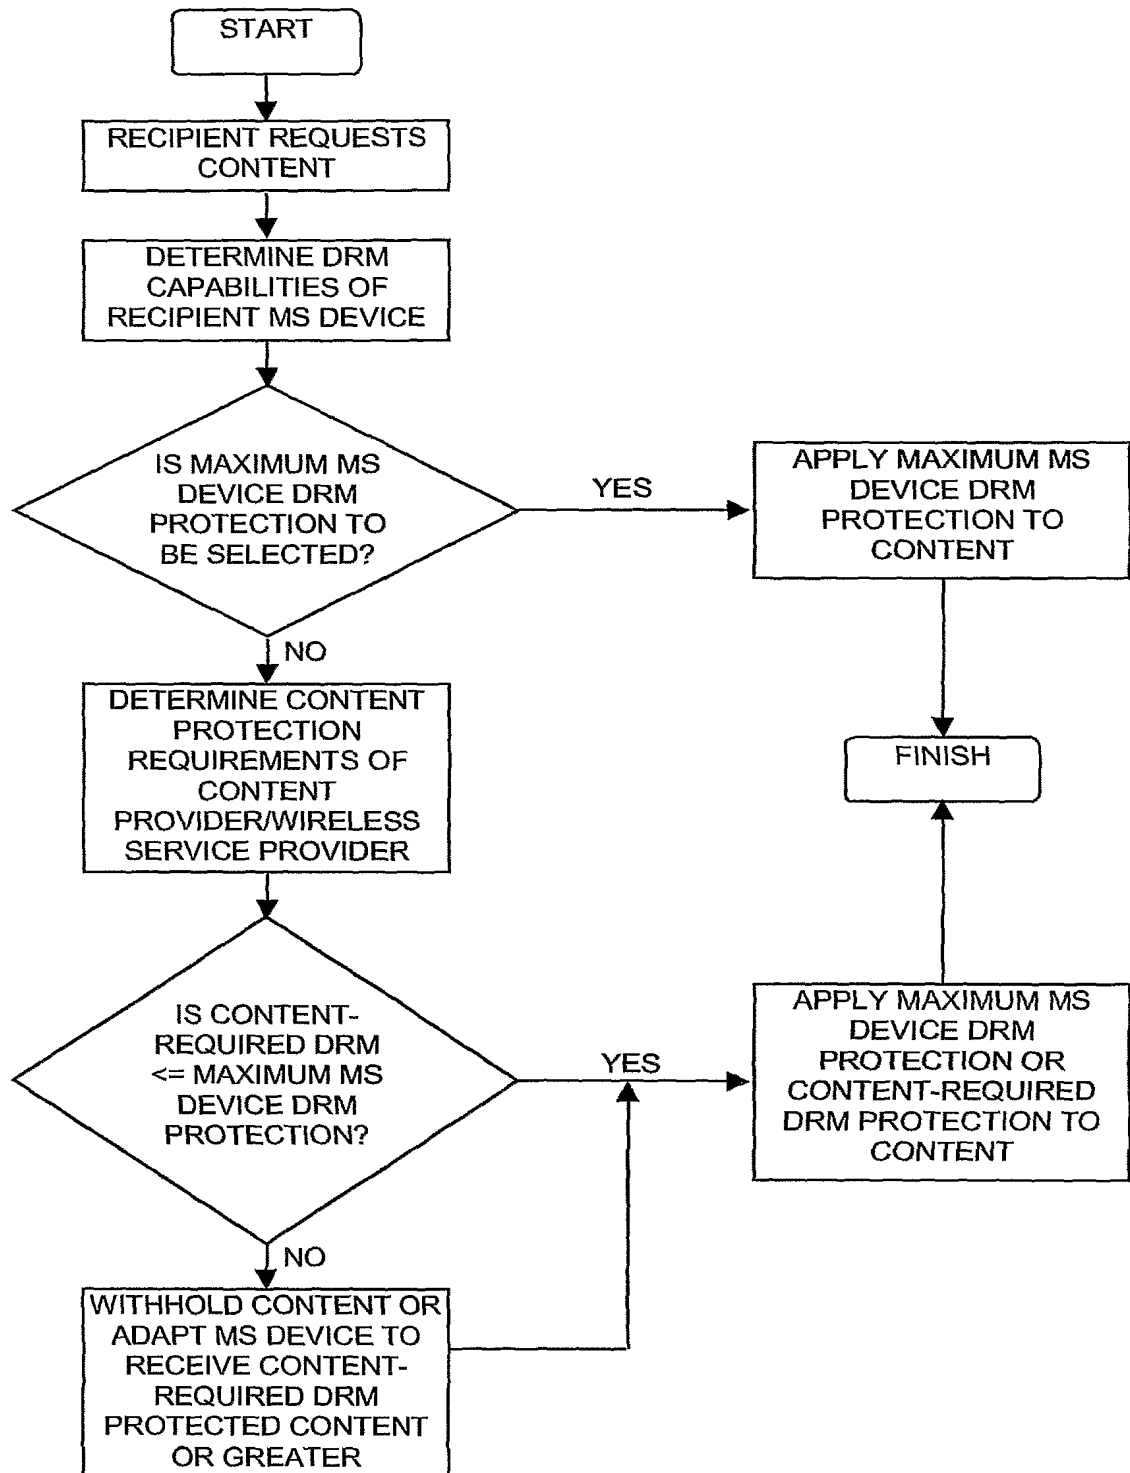 START
RECIPIENT REQUESTS
CONTENT
DETERMINE DRM
CAPABILITIES OF
RECIPIENT MS DEVICE
IS MAXIMUM MS
DEVICE DRM
PROTECTION TO
BE SELECTED?
YES
APPLY MAXIMUM MS
DEVICE DRM
PROTECTION TO
CONTENT
NO
DETERMINE CONTENT
PROTECTION
REQUIREMENTS OF
CONTENT
PROVIDER/WIRELESS
SERVICE PROVIDER
FINISH
IS CONTENT-
REQUIRED DRM
<= MAXIMUM MS
DEVICE DRM
PROTECTION?
YES
APPLY MAXIMUM MS
DEVICE DRM
PROTECTION OR
CONTENT-REQUIRED
DRM PROTECTION TO
CONTENT
NO
WITHHOLD CONTENT OR
ADAPT MS DEVICE TO
RECEIVE CONTENT-
REQUIRED DRM
PROTECTED CONTENT
OR GREATER